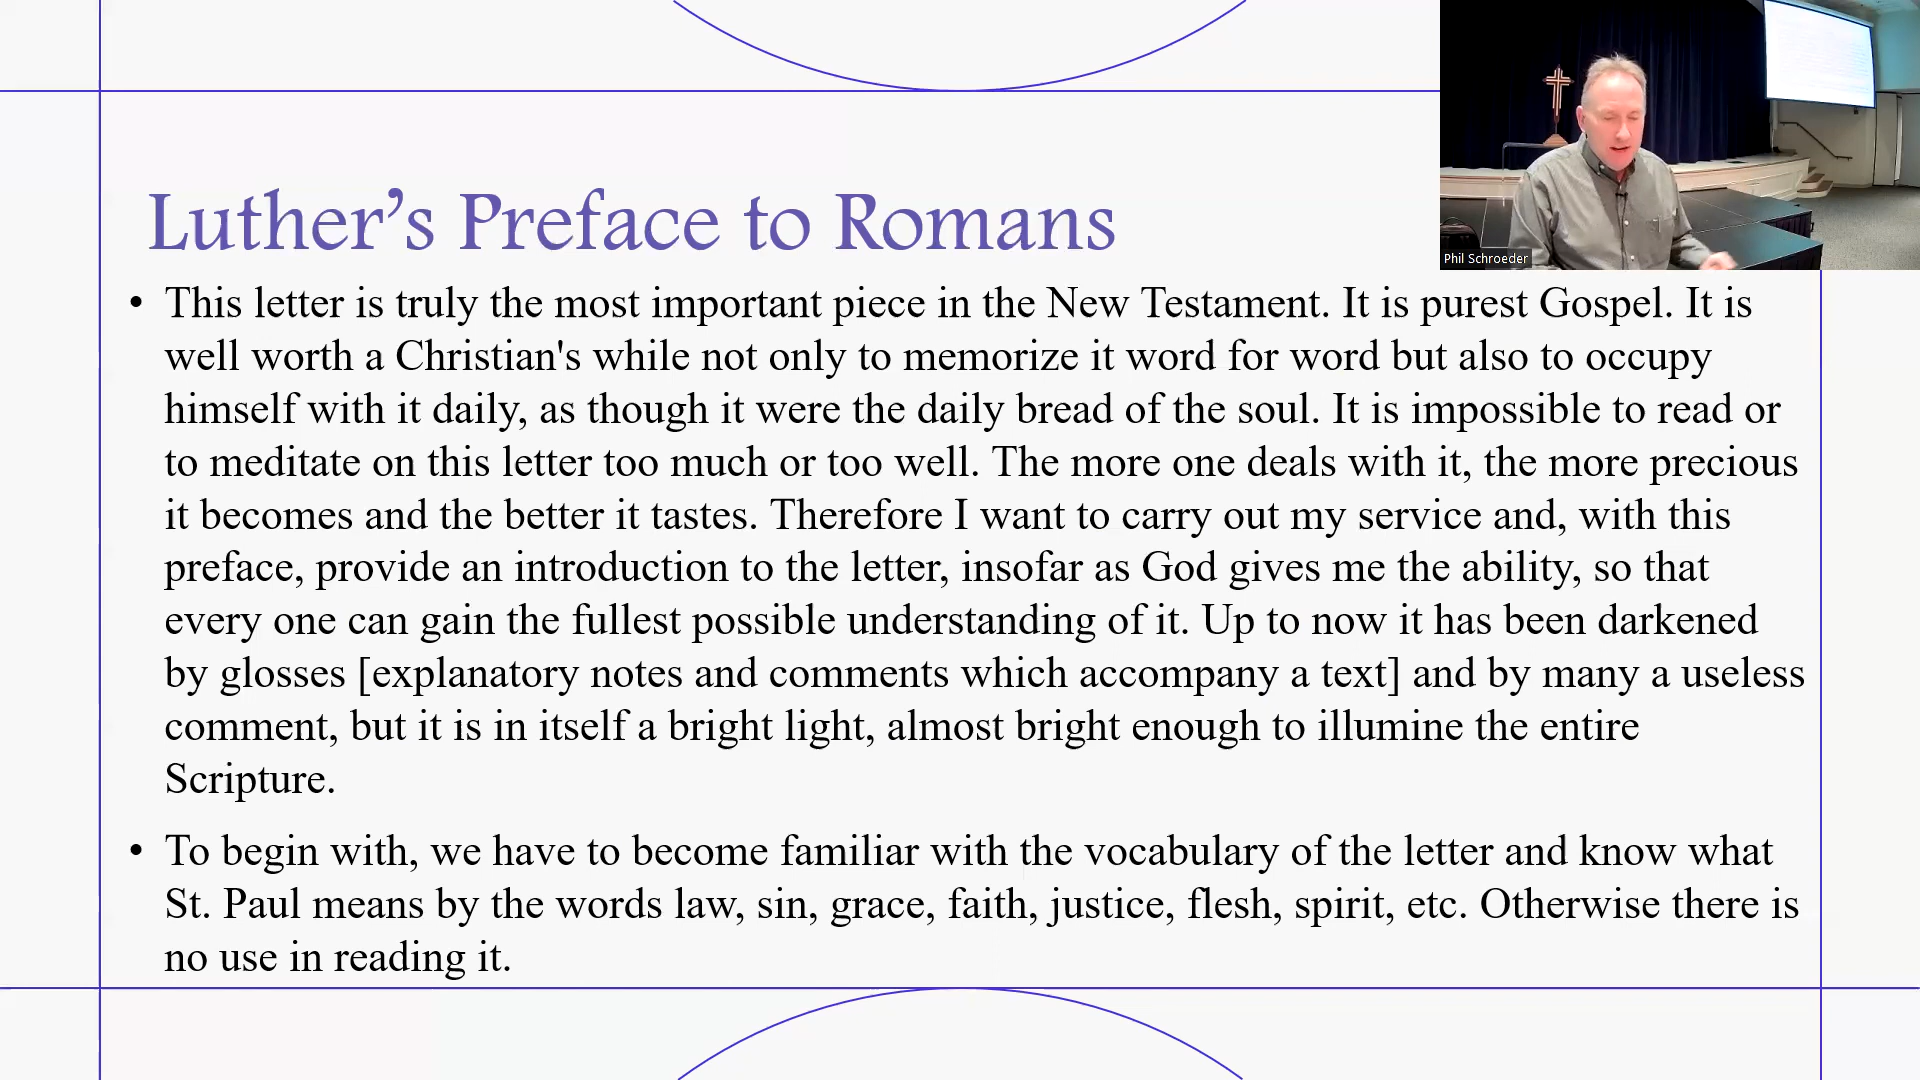 Luther’s Preface to Romans
Phil Schroeder
• This letter is truly the most important piece in the New Testament. It is purest Gospel. It is
well worth a Christian's while not only to memorize it word for word but also to occupy
himself with it daily, as though it were the daily bread of the soul. It is impossible to read or
to meditate on this letter too much or too well. The more one deals with it, the more precious
it becomes and the better it tastes. Therefore I want to carry out my service and, with this
preface, provide an introduction to the letter, insofar as God gives me the ability, so that
every one can gain the fullest possible understanding of it. Up to now it has been darkened
by glosses [explanatory notes and comments which accompany a text] and by many a useless
comment, but it is in itself a bright light, almost bright enough to illumine the entire
Scripture.
• To begin with, we have to become familiar with the vocabulary of the letter and know what
St. Paul means by the words law, sin, grace, faith, justice, flesh, spirit, etc. Otherwise there is
no use in reading it.